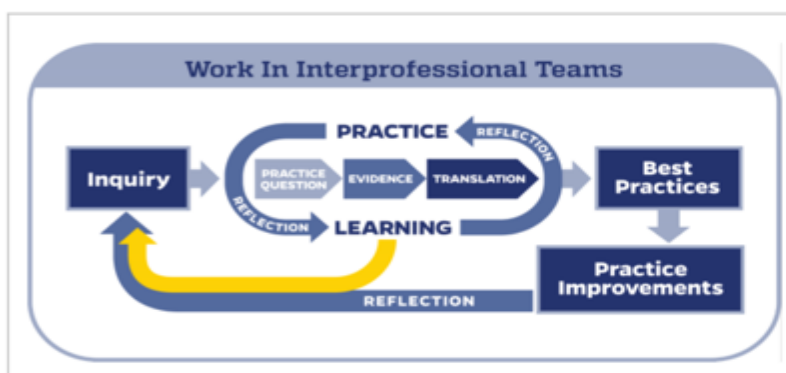 Work In Interprofessional Teams
PRACTICE
REFLECTION
Inquiry
PRACTICE
QUESTION
EVIDENCE
TRANSLATION
Best
Practices
REFLECTION
LEARNING
Practice
Improvements
REFLECTION